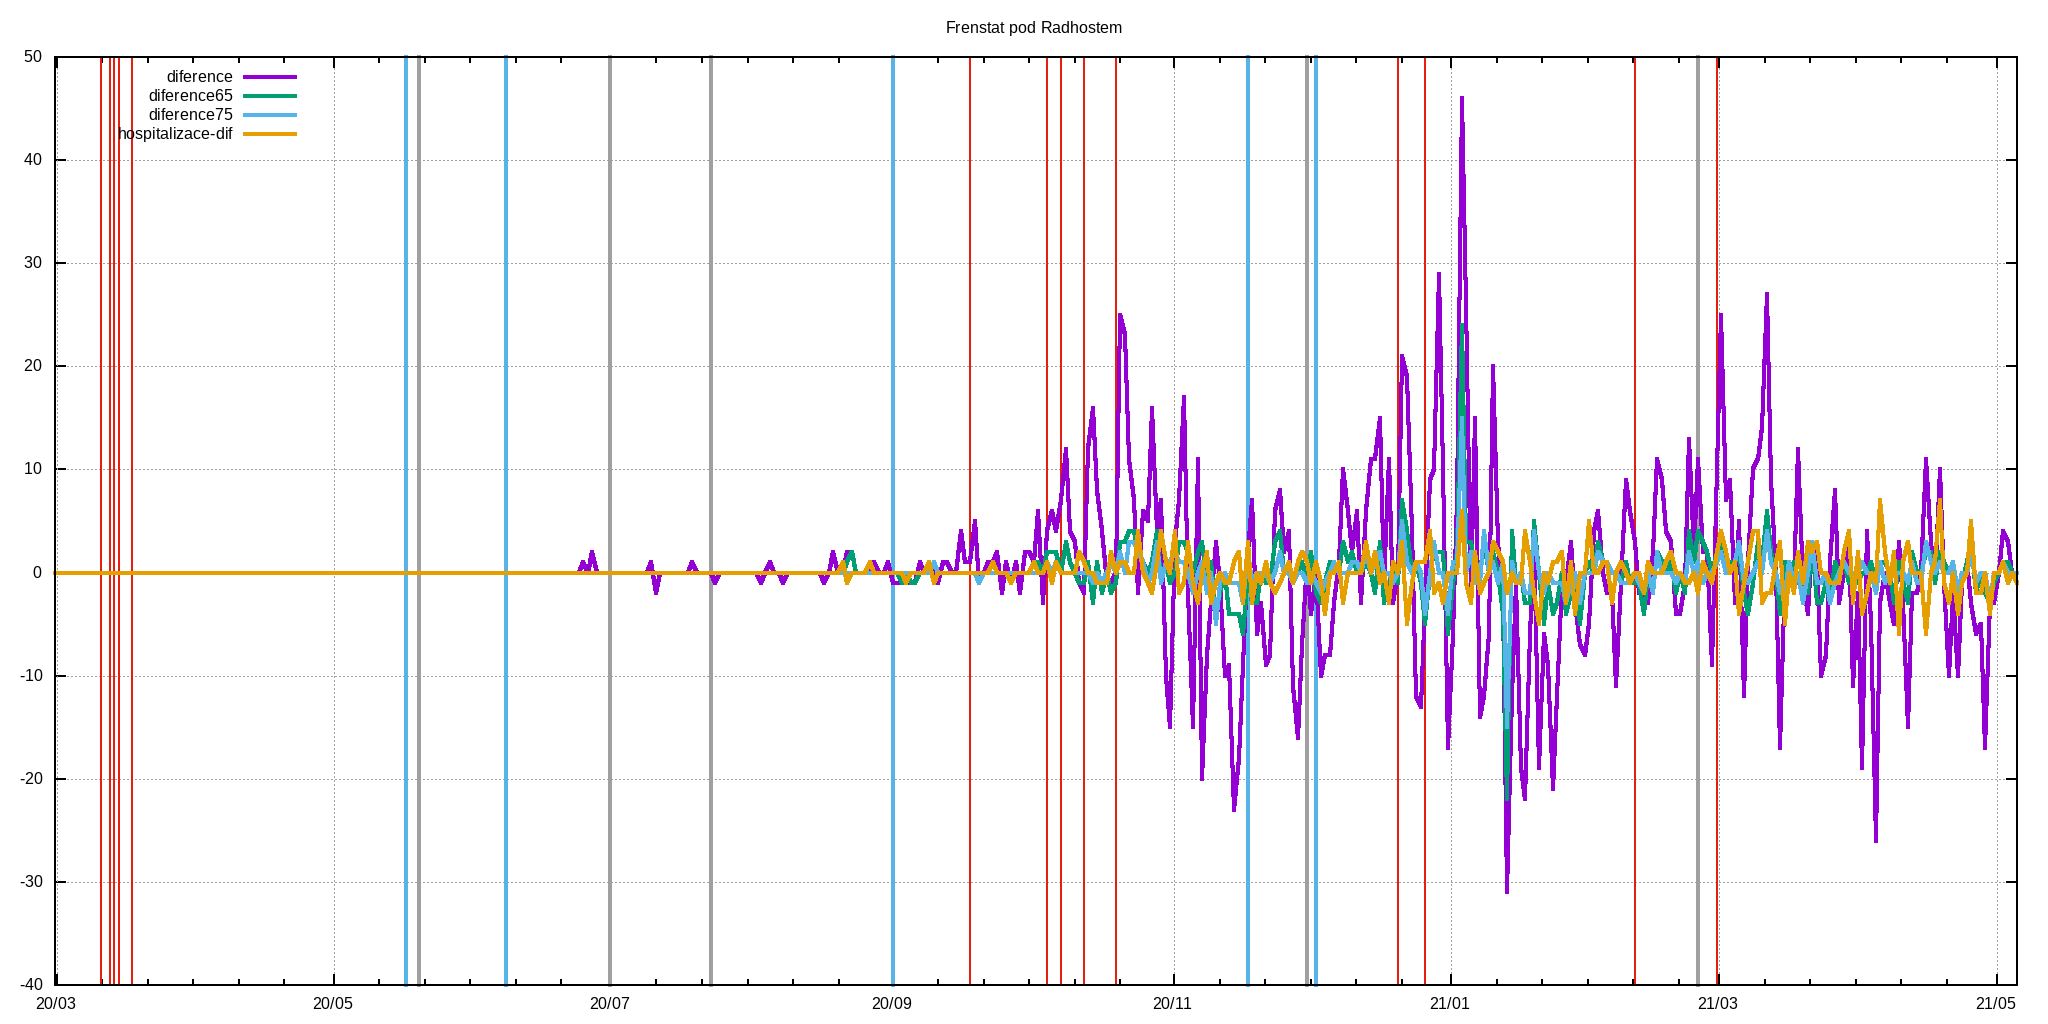 Frenstat pod Radhostem
50
diference
diference65
diference75
hospitalizace-dif
40
30
20
10
0
-10
-20
-30
-40
20/03 20/05 20/07 20/09 20/11 21/01 21/03 21/05